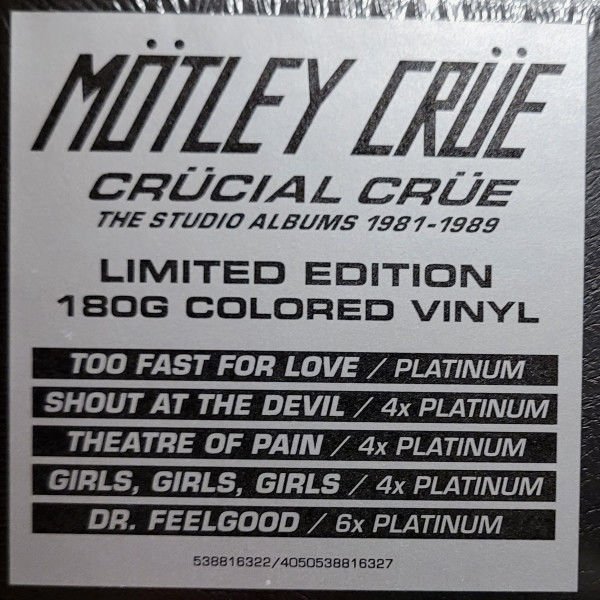 MÖTLEY CRÜE
CRÜCIAL CRÜE
THE STUDIO ALBUMS 1981-1989
LIMITED EDITION
180G COLORED VINYL
TOO FAST FOR LOVE / PLATINUM
SHOUT AT THE DEVIL / 4x PLATINUM
THEATRE OF PAIN / 4x PLATINUM
GIRLS, GIRLS, GIRLS / 4x PLATINUM
DR. FEELGOOD / 6x PLATINUM
538816322/4050538816327